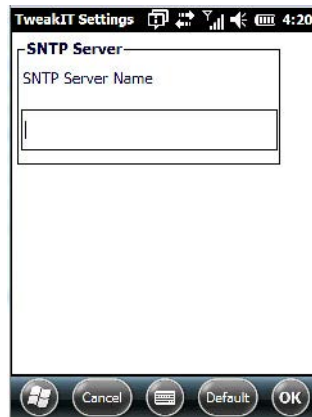 TweakIT Settings 4:20
SNTP Server
SNTP Server Name
Cancel Default OK